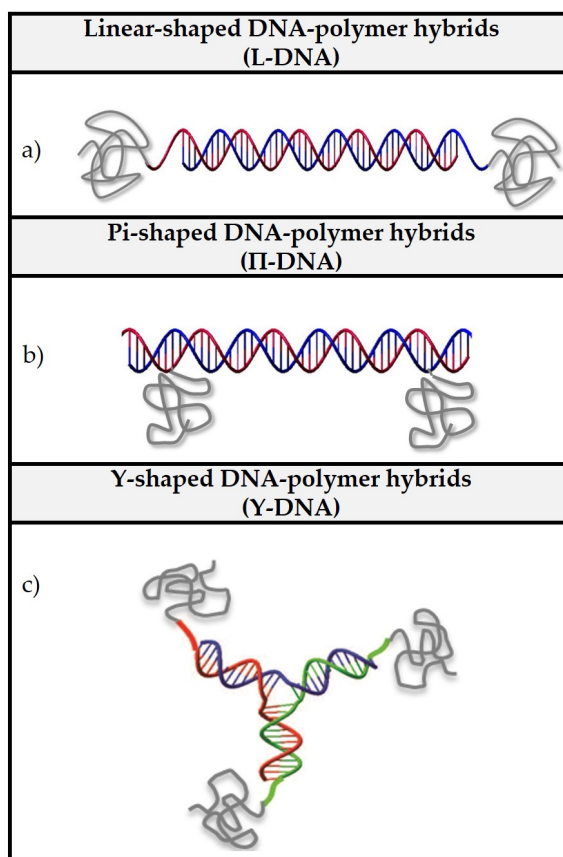 Linear-shaped DNA-polymer hybrids
(L-DNA)
a)
Pi-shaped DNA-polymer hybrids
(Π-DNA)
b)
Y-shaped DNA-polymer hybrids
(Y-DNA)
c)